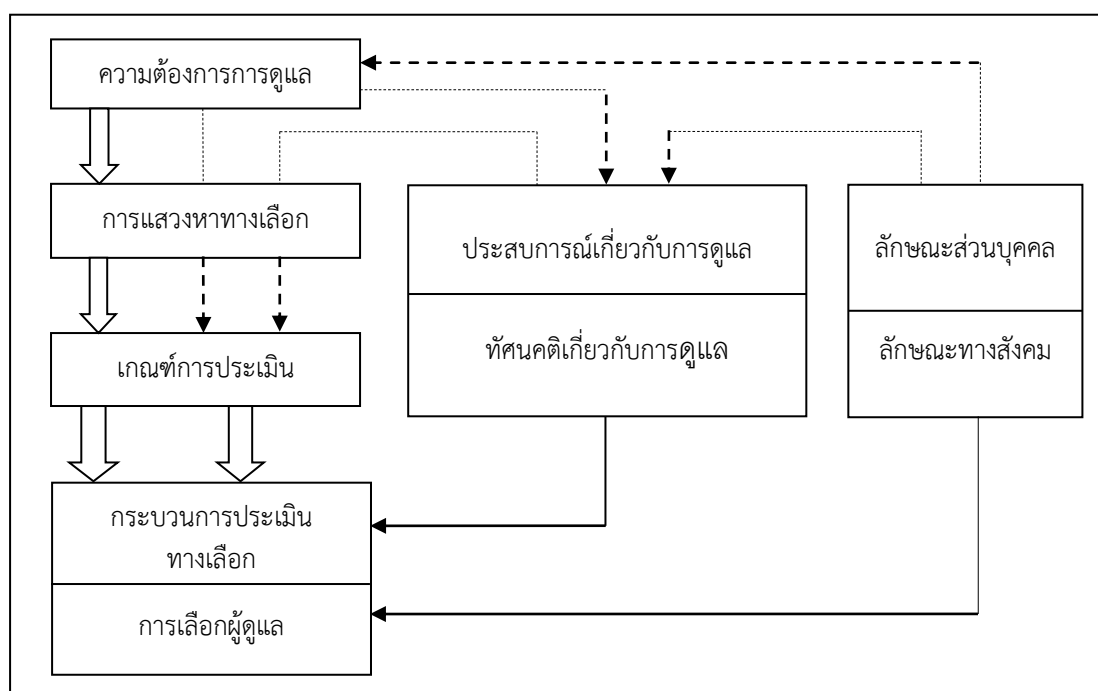 ความต้องการการดูแล
การแสวงหาทางเลือก
เกณฑ์การประเมิน
กระบวนการประเมิน
ทางเลือก
การเลือกผู้ดูแล
ประสบการณ์เกี่ยวกับการดูแล
ทัศนคติเกี่ยวกับการดูแล
ลักษณะส่วนบุคคล
ลักษณะทางสังคม